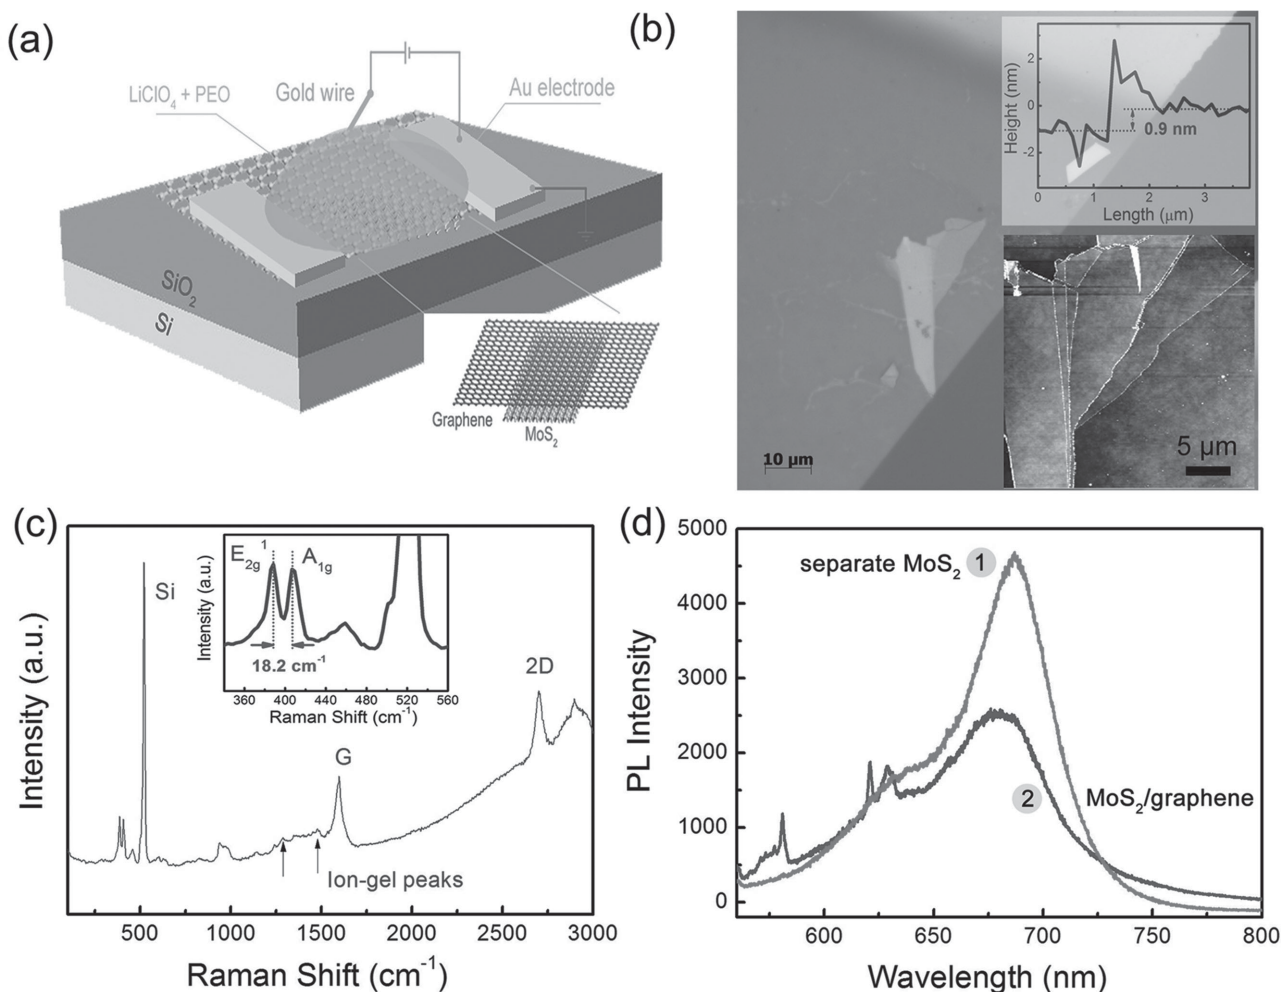 (a)
LiClO4 + PEO
Gold wire
Au electrode
SiO2
Si
Graphene
MoS2
(b)
Height (nm)
2
0
-2
0.9 nm
0 1 2 3
Length (μm)
10 μm
5 μm
(c)
Intensity (a.u.)
Si
E2g1
A1g
Intensity (a.u.)
18.2 cm-1
360 400 440 480 520 560
Raman Shift (cm-1)
2D
G
Ion-gel peaks
500 1000 1500 2000 2500 3000
Raman Shift (cm-1)
(d)
PL Intensity
5000
4000
3000
2000
1000
0
separate MoS2 1
2
MoS2/graphene
600 650 700 750 800
Wavelength (nm)